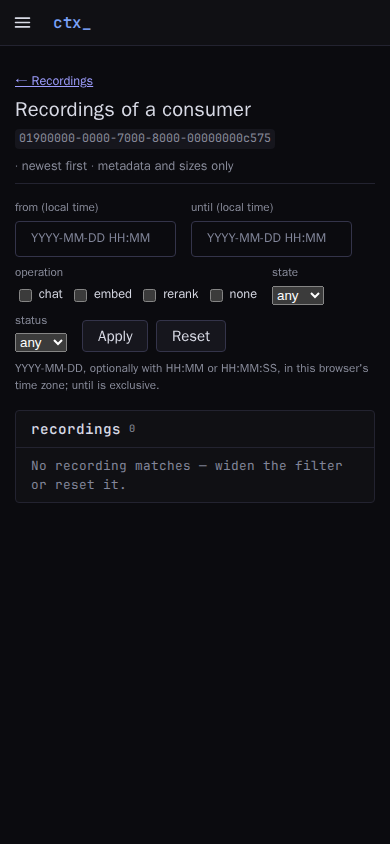 ctx_
← Recordings
Recordings of a consumer
01900000-0000-7000-8000-00000000c575
· newest first · metadata and sizes only
from (local time) until (local time)
YYYY-MM-DD HH:MM YYYY-MM-DD HH:MM
operation state
chat embed rerank none any
status
any Apply Reset
YYYY-MM-DD, optionally with HH:MM or HH:MM:SS, in this browser's
time zone; until is exclusive.
recordings 0
No recording matches — widen the filter
or reset it.